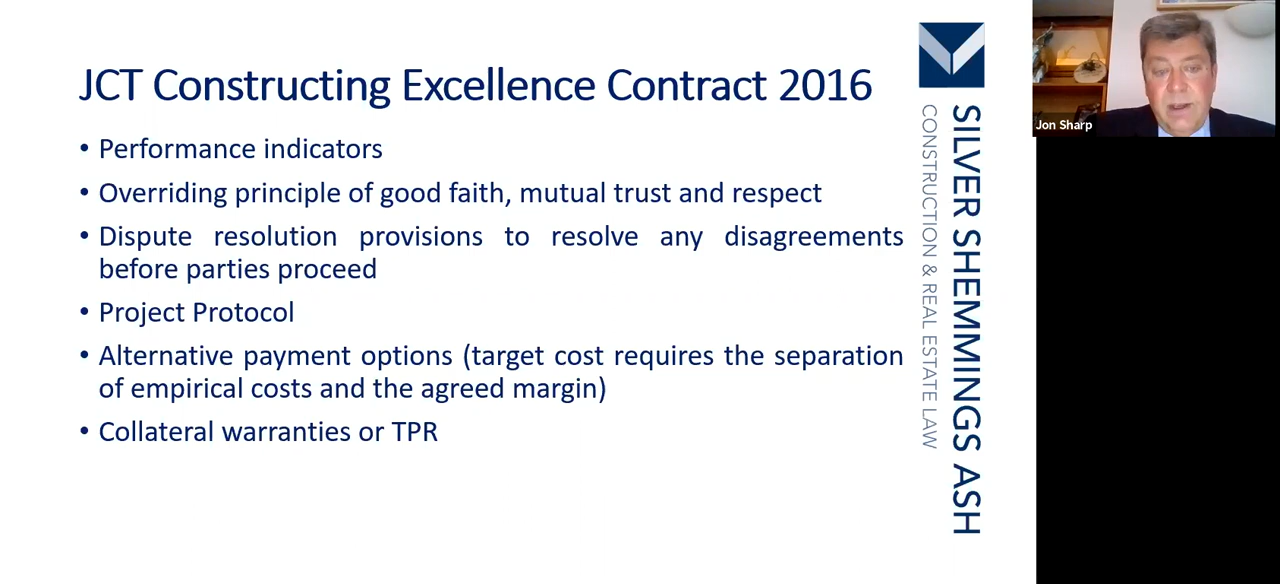 JCT Constructing Excellence Contract 2016
• Performance indicators
• Overriding principle of good faith, mutual trust and respect
• Dispute resolution provisions to resolve any disagreements
before parties proceed
• Project Protocol
• Alternative payment options (target cost requires the separation
of empirical costs and the agreed margin)
• Collateral warranties or TPR
SILVER SHEMMINGS ASH
CONSTRUCTION & REAL ESTATE LAW
Jon Sharp